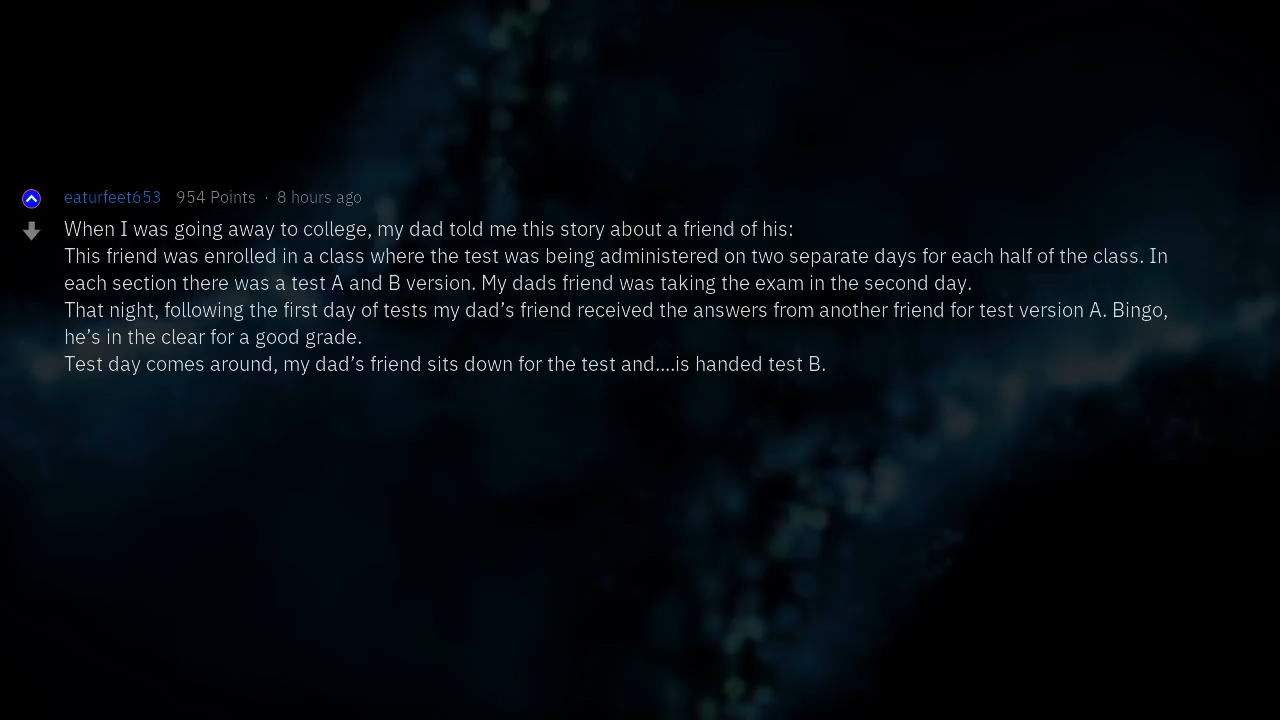 eaturfeet653 954 Points · 8 hours ago
When I was going away to college, my dad told me this story about a friend of his:
This friend was enrolled in a class where the test was being administered on two separate days for each half of the class. In
each section there was a test A and B version. My dads friend was taking the exam in the second day.
That night, following the first day of tests my dad’s friend received the answers from another friend for test version A. Bingo,
he’s in the clear for a good grade.
Test day comes around, my dad’s friend sits down for the test and....is handed test B.